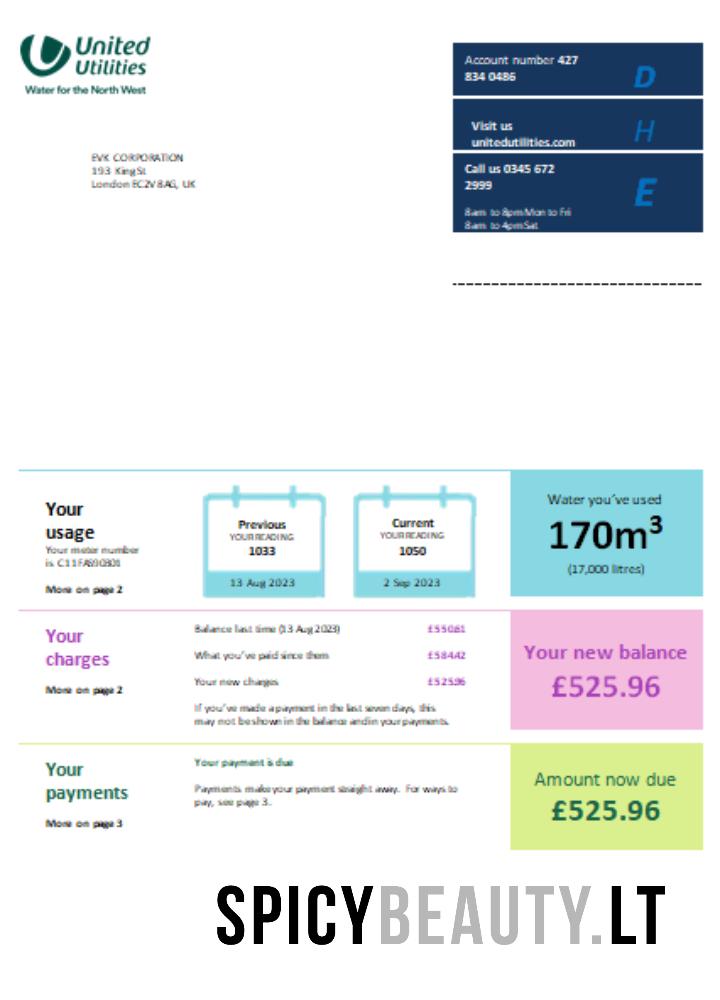 United
Utilities
Water for the North West
Account number 427
834 0486
D
Visit us
unitedutilities.com
H
Call us 0345 672
2999
E
8am to 8pm Mon to Fri
8am to 4pm Sat
EVK CORPORATION
193 King St
London EC2V 8AG, UK
Your
usage
Your meter number
is C11FA590301
More on page 2
Previous
YOUR READING
1033
13 Aug 2023
Current
YOUR READING
1050
2 Sep 2023
Water you've used
170m³
(17,000 litres)
Your
charges
More on page 2
Balance last time (13 Aug 2023) £550.61
What you've paid since them £584.42
Your new charges £525.96
If you've made a payment in the last seven days, this
may not be shown in the balance and in your payments.
Your new balance
£525.96
Your
payments
More on page 3
Your payment is due
Payments make your payment straight away. For ways to
pay, see page 3.
Amount now due
£525.96
SPICYBEAUTY.LT